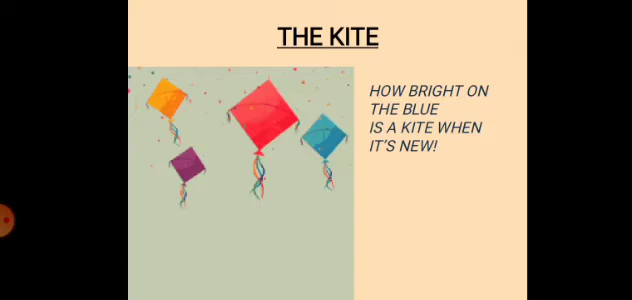 THE KITE
HOW BRIGHT ON
THE BLUE
IS A KITE WHEN
IT'S NEW!